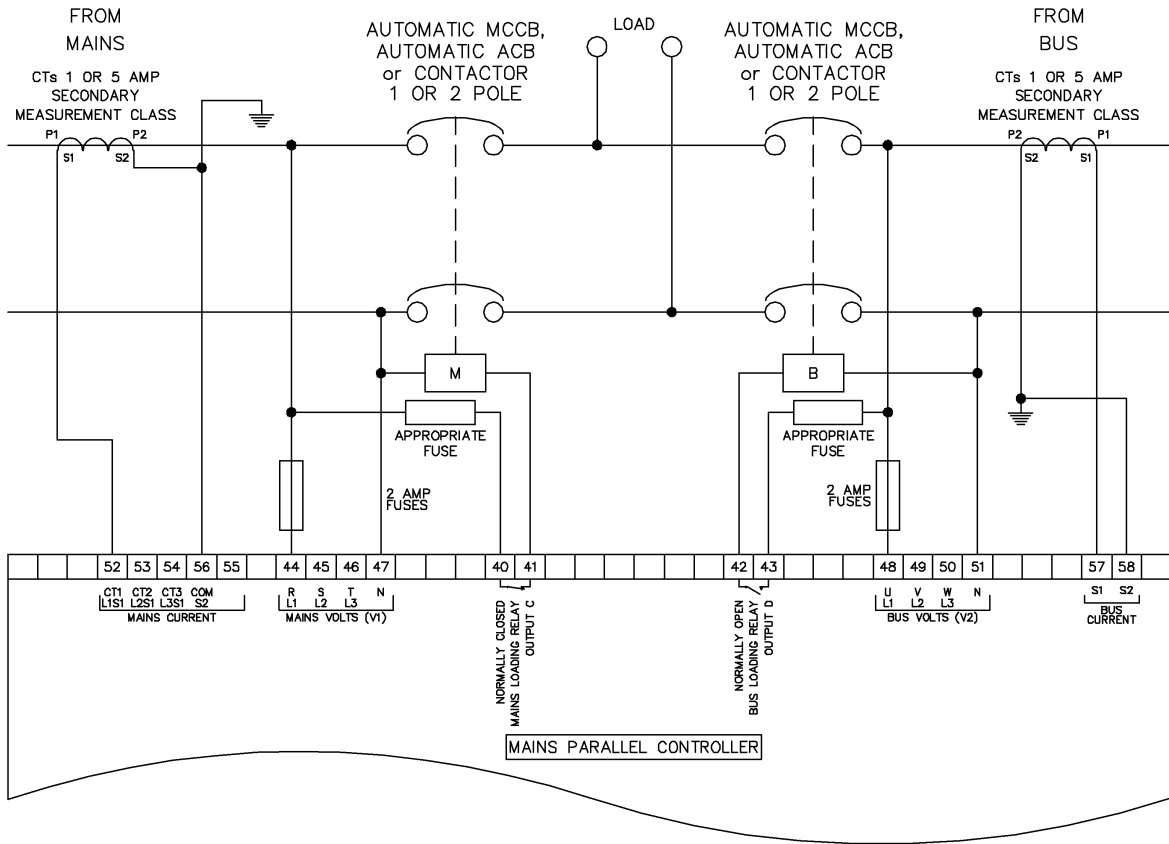 FROM
MAINS
CTs 1 OR 5 AMP
SECONDARY
MEASUREMENT CLASS
P1
P2
S1
S2
AUTOMATIC MCCB,
AUTOMATIC ACB
or CONTACTOR
1 OR 2 POLE
LOAD
AUTOMATIC MCCB,
AUTOMATIC ACB
or CONTACTOR
1 OR 2 POLE
FROM
BUS
CTs 1 OR 5 AMP
SECONDARY
MEASUREMENT CLASS
P2
P1
S2
S1
M
B
APPROPRIATE
FUSE
APPROPRIATE
FUSE
2 AMP
FUSES
2 AMP
FUSES
52 53 54 56 55 44 45 46 47 40 41 42 43 48 49 50 51 57 58
CT1 CT2 CT3 COM
L1S1 L2S1 L3S1 S2
MAINS CURRENT
R S T N
L1 L2 L3
MAINS VOLTS (V1)
NORMALLY CLOSED
MAINS LOADING RELAY
OUTPUT C
NORMALLY OPEN
BUS LOADING RELAY
OUTPUT D
U V W N
L1 L2 L3
BUS VOLTS (V2)
S1 S2
BUS
CURRENT
MAINS PARALLEL CONTROLLER